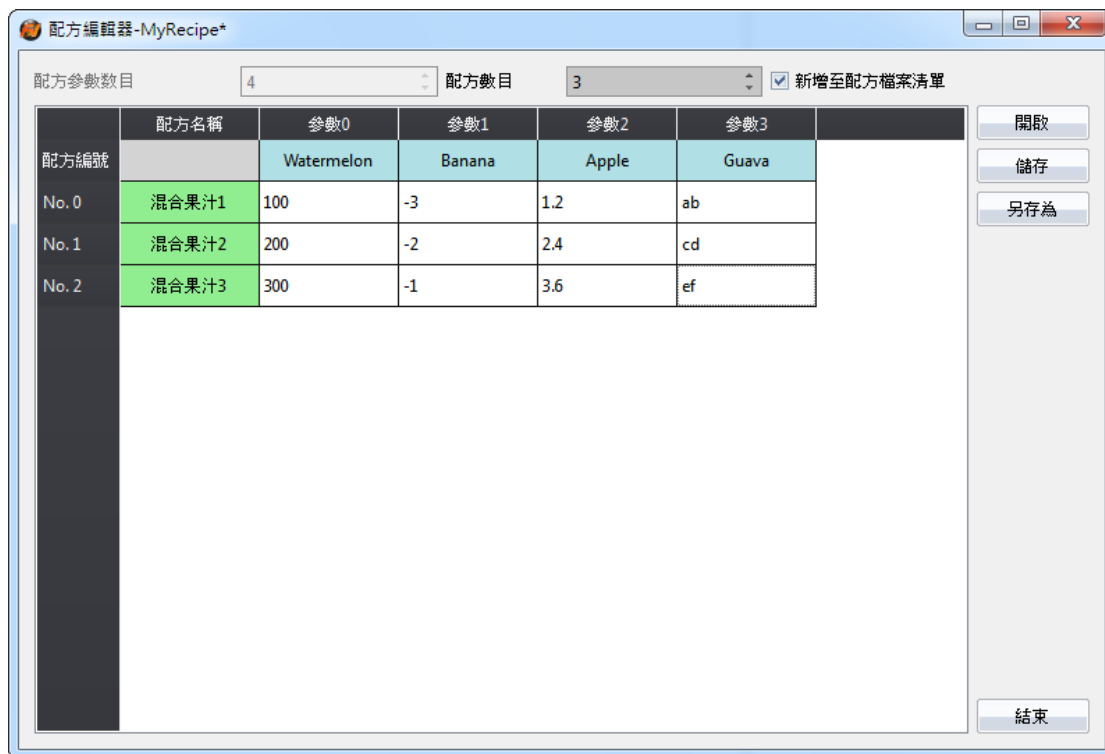 配方編輯器-MyRecipe*
配方參數数目 4 配方數目 3 新增至配方檔案清單
配方名稱 參數0 參數1 參數2 參數3 開啟
配方編號 Watermelon Banana Apple Guava 儲存
No. 0 混合果汁1 100 -3 1.2 ab 另存為
No. 1 混合果汁2 200 -2 2.4 cd
No. 2 混合果汁3 300 -1 3.6 ef
結束